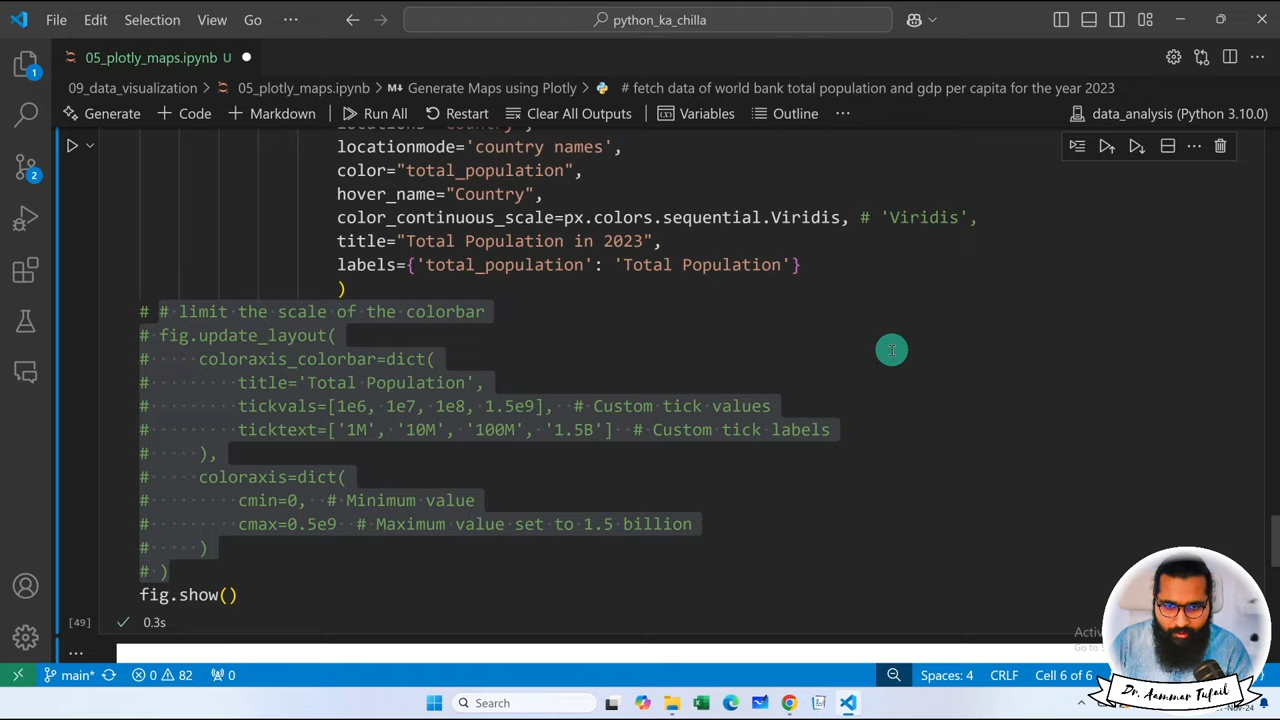 File Edit Selection View Go ··· python_ka_chilla
05_plotly_maps.ipynb U
09_data_visualization > 05_plotly_maps.ipynb > Generate Maps using Plotly > # fetch data of world bank total population and gdp per capita for the year 2023
Generate + Code + Markdown Run All Restart Clear All Outputs Variables Outline ··· data_analysis (Python 3.10.0)
locationmode='country names',
color="total_population",
hover_name="Country",
color_continuous_scale=px.colors.sequential.Viridis, # 'Viridis',
title="Total Population in 2023",
labels={'total_population': 'Total Population'}
)
# # limit the scale of the colorbar
# fig.update_layout(
#     coloraxis_colorbar=dict(
#         title='Total Population',
#         tickvals=[1e6, 1e7, 1e8, 1.5e9],  # Custom tick values
#         ticktext=['1M', '10M', '100M', '1.5B']  # Custom tick labels
#     ),
#     coloraxis=dict(
#         cmin=0,  # Minimum value
#         cmax=0.5e9  # Maximum value set to 1.5 billion
#     )
# )
fig.show()
[49] 0.3s
main* 0 82 0 Spaces: 4 CRLF Cell 6 of 6
Search
Dr. Aammar Tufail
1
2